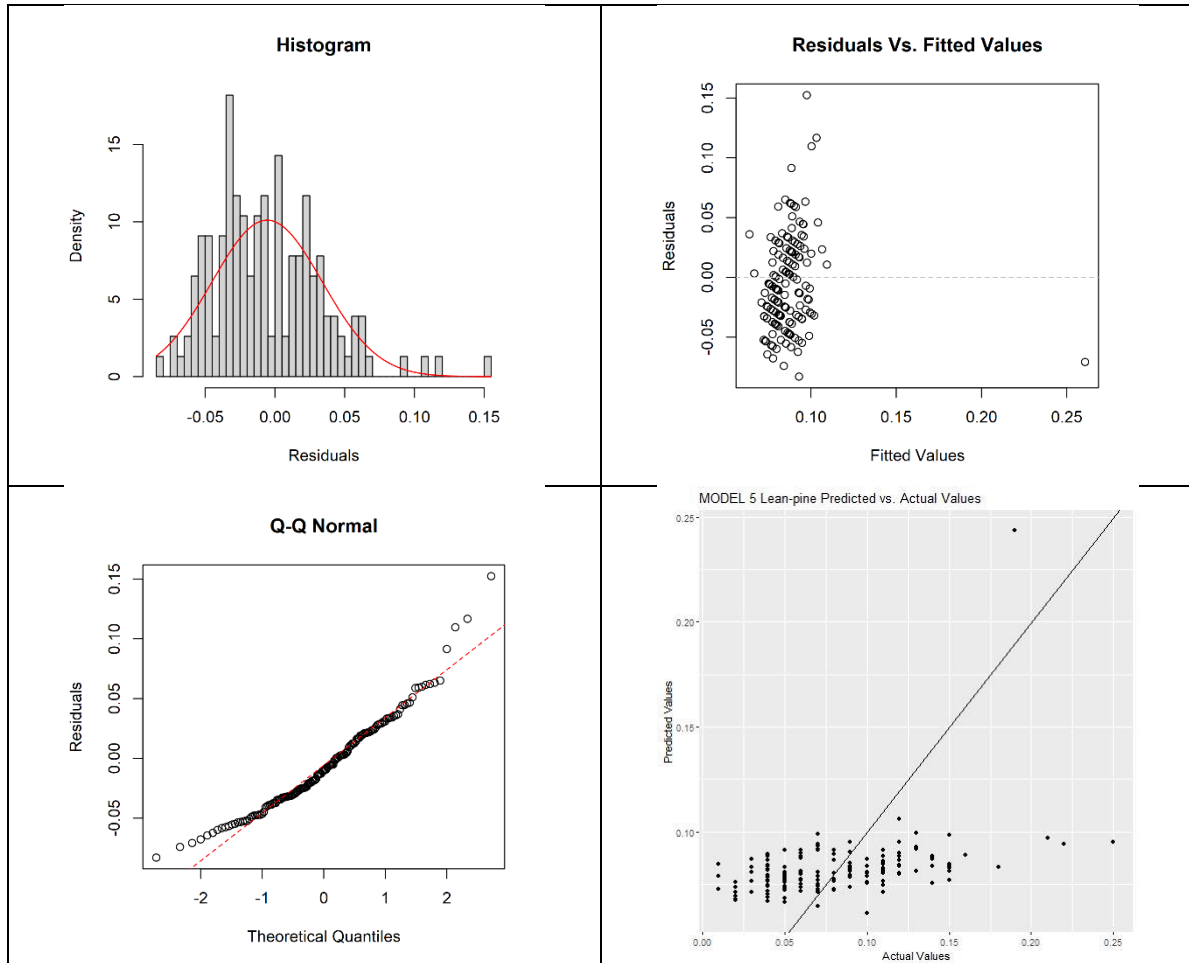 Histogram
Density
0
5
10
15
-0.05 0.00 0.05 0.10 0.15
Residuals
Residuals Vs. Fitted Values
Residuals
0.15
0.10
0.05
0.00
-0.05
0.10 0.15 0.20 0.25
Fitted Values
Q-Q Normal
Residuals
0.15
0.10
0.05
0.00
-0.05
-2 -1 0 1 2
Theoretical Quantiles
MODEL 5 Lean-pine Predicted vs. Actual Values
Predicted Values
0.25
0.20
0.15
0.10
0.00 0.05 0.10 0.15 0.20 0.25
Actual Values